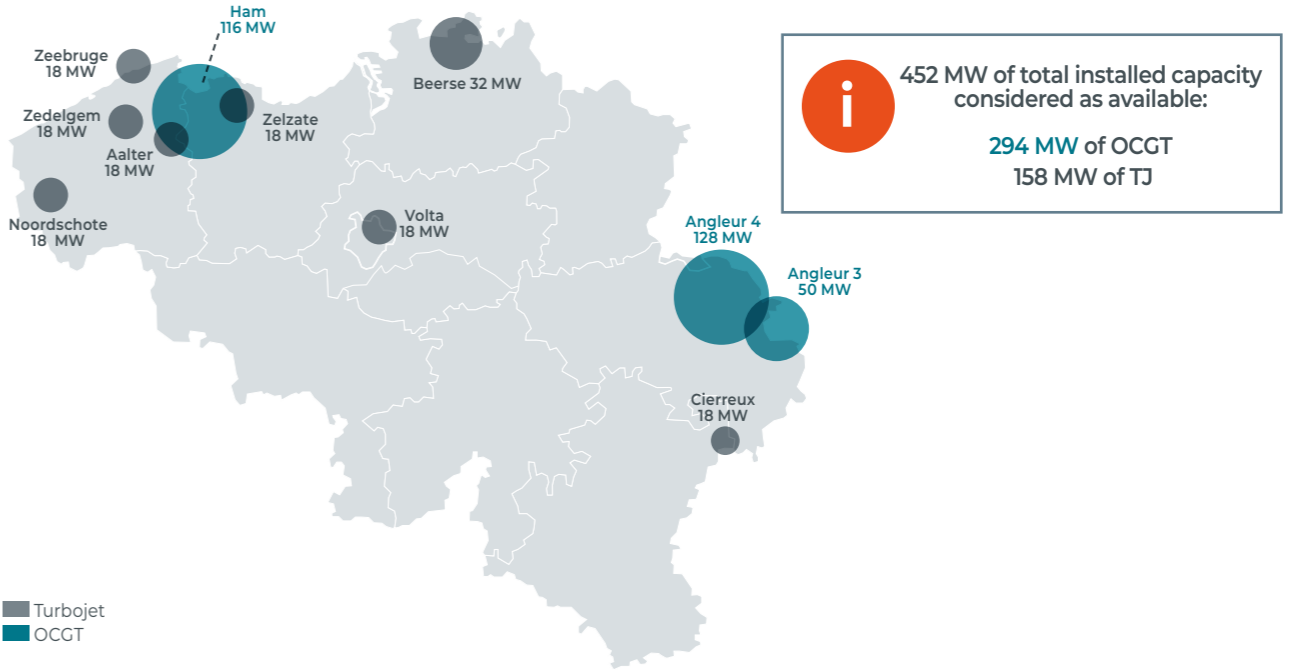 Ham
116 MW
Zeebruge
18 MW
Beerse 32 MW
Zedelgem
18 MW
Zelzate
18 MW
Aalter
18 MW
Noordschote
18 MW
Volta
18 MW
Angleur 4
128 MW
Angleur 3
50 MW
Cierreux
18 MW
i
452 MW of total installed capacity
considered as available:
294 MW of OCGT
158 MW of TJ
Turbojet
OCGT